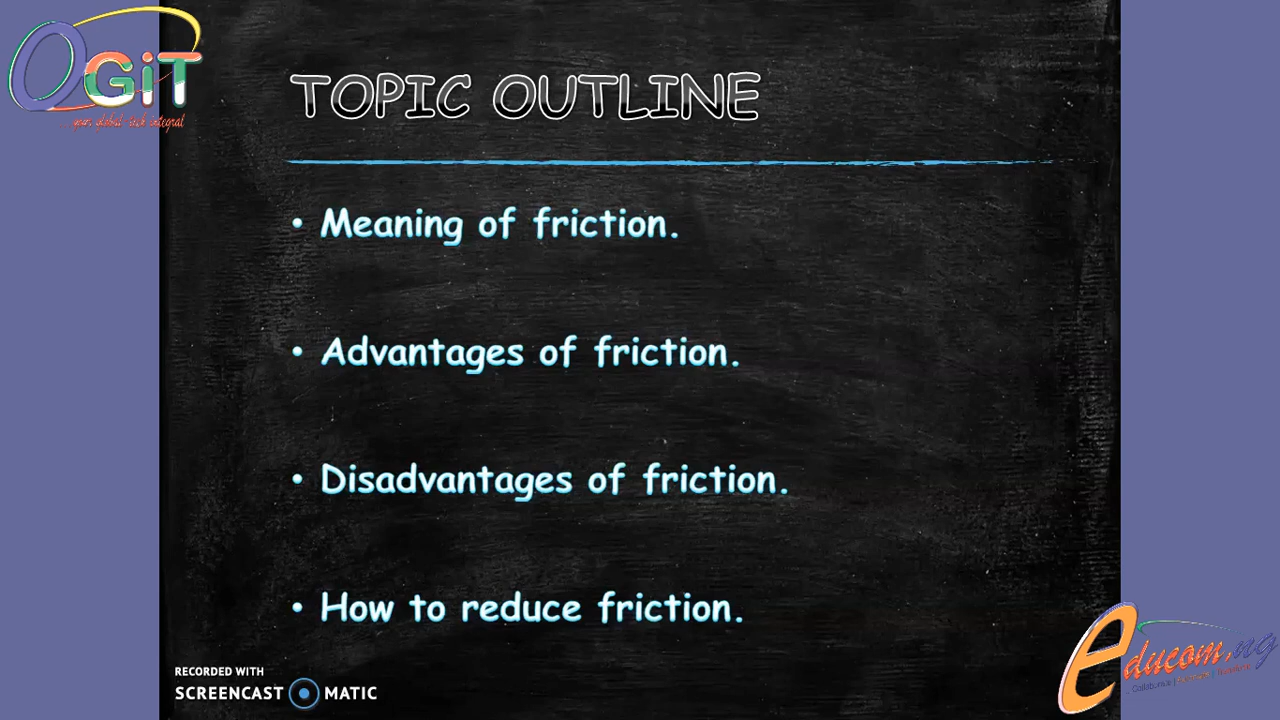 OGiT
...your global tech integral
TOPIC OUTLINE
• Meaning of friction.
• Advantages of friction.
• Disadvantages of friction.
• How to reduce friction.
RECORDED WITH
SCREENCAST MATIC
educom.ng